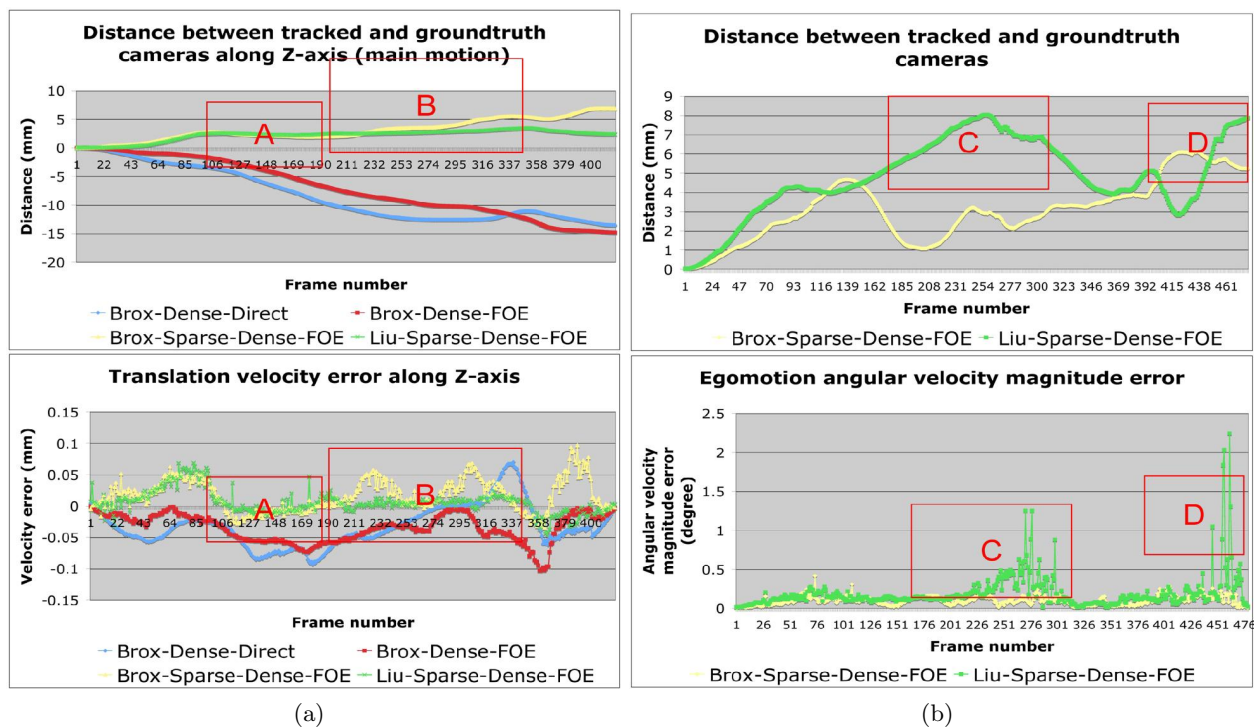 Distance between tracked and groundtruth
cameras along Z-axis (main motion)
Distance (mm)
10
5
0
-5
-10
-15
-20
1 22 43 64 85 106 127 148 169 190 211 232 253 274 295 316 337 358 379 400
A
B
Frame number
Brox-Dense-Direct Brox-Dense-FOE
Brox-Sparse-Dense-FOE Liu-Sparse-Dense-FOE
Translation velocity error along Z-axis
Velocity error (mm)
0.15
0.1
0.05
0
-0.05
-0.1
-0.15
1 22 43 64 85 106 127 148 169 190 211 232 253 274 295 316 337 358 379 400
A
B
Frame number
Brox-Dense-Direct Brox-Dense-FOE
Brox-Sparse-Dense-FOE Liu-Sparse-Dense-FOE
(a)
Distance between tracked and groundtruth
cameras
Distance (mm)
9
8
7
6
5
4
3
2
1
0
1 24 47 70 93 116 139 162 185 208 231 254 277 300 323 346 369 392 415 438 461
C
D
Frame number
Brox-Sparse-Dense-FOE Liu-Sparse-Dense-FOE
Egomotion angular velocity magnitude error
Angular velocity
magnitude error
(degree)
2.5
2
1.5
1
0.5
0
1 26 51 76 101 126 151 176 201 226 251 276 301 326 351 376 401 426 451 476
C
D
Frame number
Brox-Sparse-Dense-FOE Liu-Sparse-Dense-FOE
(b)